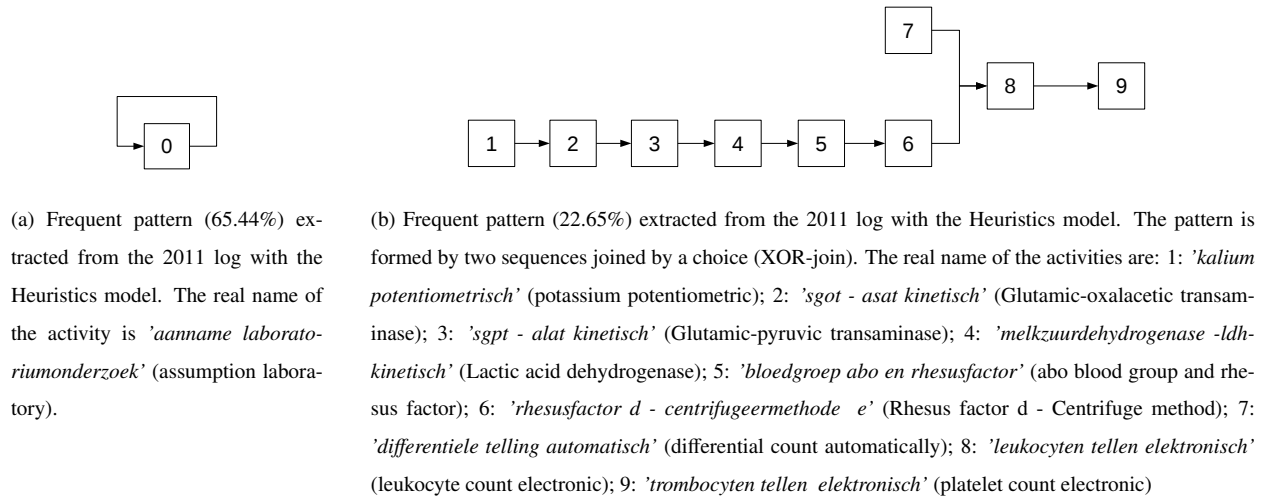 0
7
8
9
1
2
3
4
5
6
(a) Frequent pattern (65.44%) ex-
tracted from the 2011 log with the
Heuristics model. The real name of
the activity is ’aanname laborato-
riumonderzoek’ (assumption labora-
tory).
(b) Frequent pattern (22.65%) extracted from the 2011 log with the Heuristics model. The pattern is
formed by two sequences joined by a choice (XOR-join). The real name of the activities are: 1: ’kalium
potentiometrisch’ (potassium potentiometric); 2: ’sgot - asat kinetisch’ (Glutamic-oxalacetic transam-
inase); 3: ’sgpt - alat kinetisch’ (Glutamic-pyruvic transaminase); 4: ’melkzuurdehydrogenase -ldh-
kinetisch’ (Lactic acid dehydrogenase); 5: ’bloedgroep abo en rhesusfactor’ (abo blood group and rhe-
sus factor); 6: ’rhesusfactor d - centrifugeermethode e’ (Rhesus factor d - Centrifuge method); 7:
’differentiele telling automatisch’ (differential count automatically); 8: ’leukocyten tellen elektronisch’
(leukocyte count electronic); 9: ’trombocyten tellen elektronisch’ (platelet count electronic)